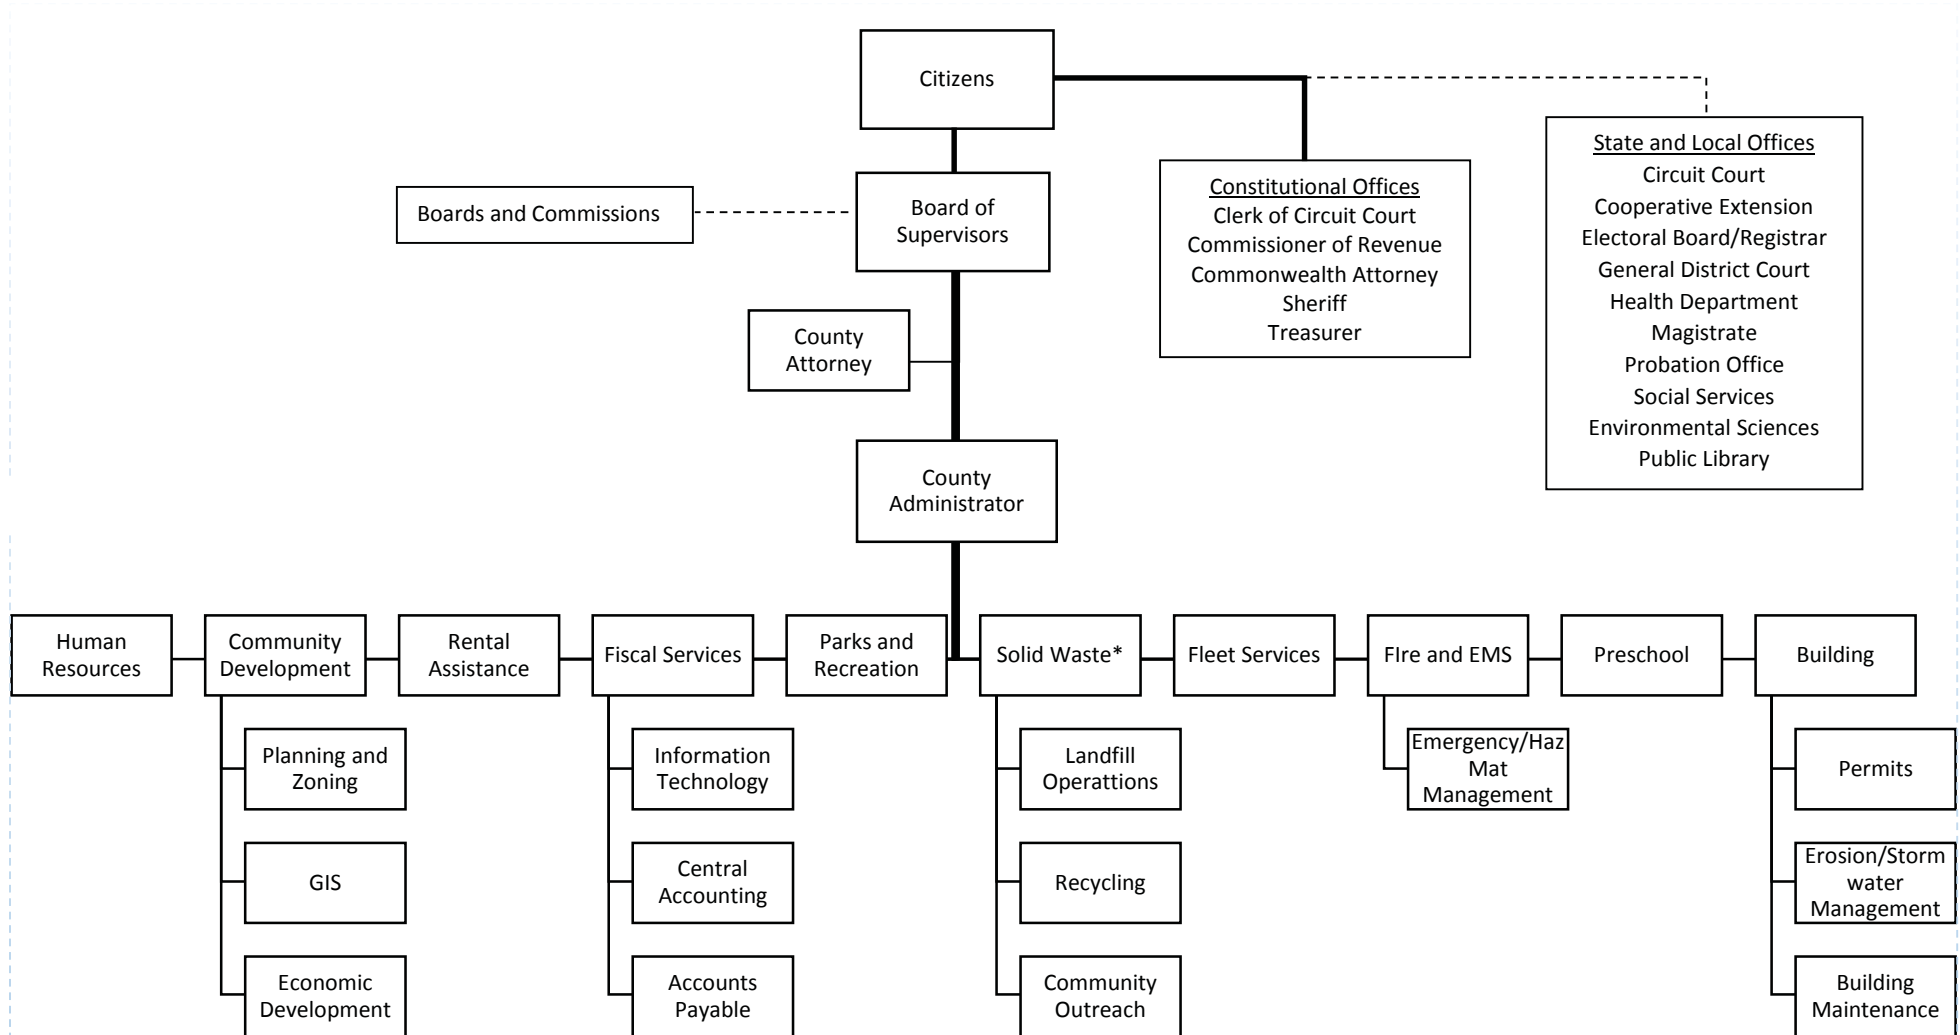 Citizens
State and Local Offices
Circuit Court
Cooperative Extension
Electoral Board/Registrar
General District Court
Health Department
Magistrate
Probation Office
Social Services
Environmental Sciences
Public Library
Constitutional Offices
Clerk of Circuit Court
Commissioner of Revenue
Commonwealth Attorney
Sheriff
Treasurer
Boards and Commissions
Board of
Supervisors
County
Attorney
County
Administrator
Human
Resources
Community
Development
Rental
Assistance
Fiscal Services
Parks and
Recreation
Solid Waste*
Fleet Services
FIre and EMS
Preschool
Building
Planning and
Zoning
Information
Technology
Landfill
Operattions
Emergency/Haz
Mat
Management
Permits
GIS
Central
Accounting
Recycling
Erosion/Storm
water
Management
Economic
Development
Accounts
Payable
Community
Outreach
Building
Maintenance